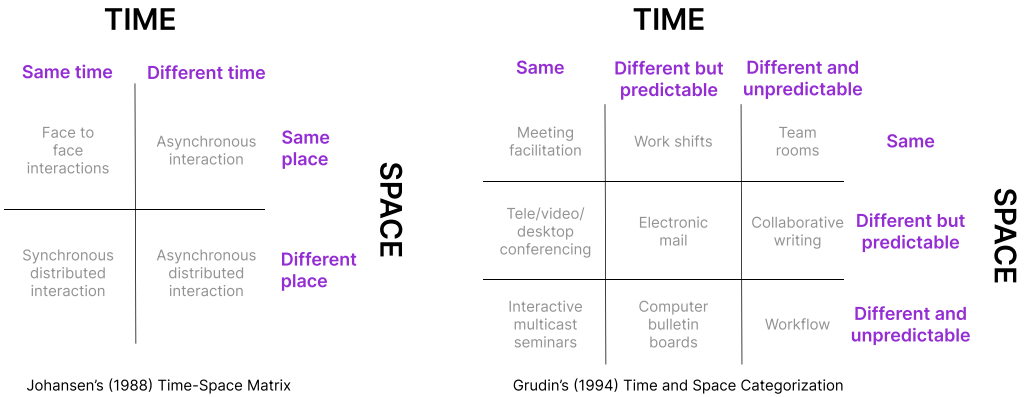 TIME
Same time
Different time
Face to
face
interactions
Asynchronous
interaction
Same
place
Synchronous
distributed
interaction
Asynchronous
distributed
interaction
Different
place
SPACE
Johansen's (1988) Time-Space Matrix
TIME
Same
Different but
predictable
Different and
unpredictable
Meeting
facilitation
Work shifts
Team
rooms
Same
Tele/video/
desktop
conferencing
Electronic
mail
Collaborative
writing
Different but
predictable
Interactive
multicast
seminars
Computer
bulletin
boards
Workflow
Different and
unpredictable
SPACE
Grudin's (1994) Time and Space Categorization